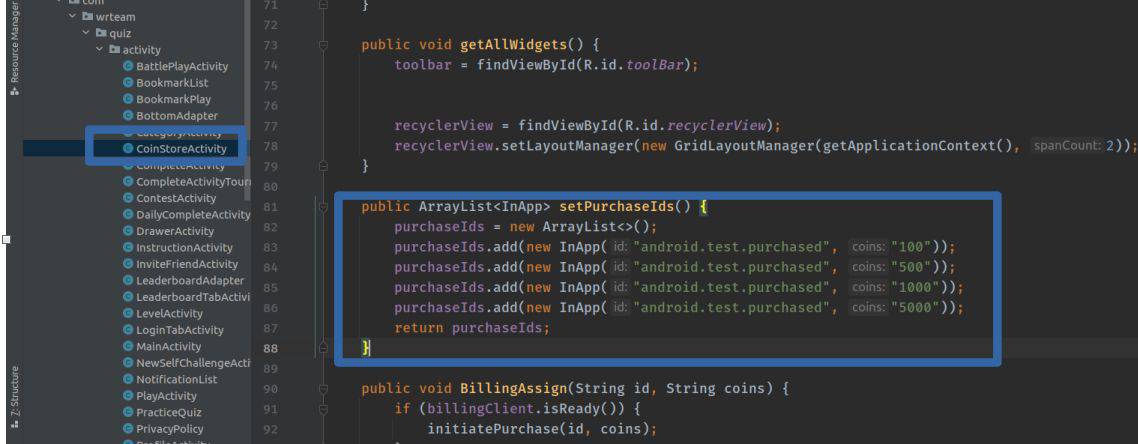 Resource Manager
Z: Structure
com
wrteam
quiz
activity
BattlePlayActivity
BookmarkList
BookmarkPlay
BottomAdapter
CategoryActivity
CoinStoreActivity
CompleteActivity
CompleteActivityTour
ContestActivity
DailyCompleteActivity
DrawerActivity
InstructionActivity
InviteFriendActivity
LeaderboardAdapter
LeaderboardTabActivi
LevelActivity
LoginTabActivity
MainActivity
NewSelfChallengeActi
NotificationList
PlayActivity
PracticeQuiz
PrivacyPolicy
ProfileActivity
71 }
72
73 public void getAllWidgets() {
74 toolbar = findViewById(R.id.toolBar);
75
76
77 recyclerView = findViewById(R.id.recyclerView);
78 recyclerView.setLayoutManager(new GridLayoutManager(getApplicationContext(), spanCount: 2));
79 }
80
81 public ArrayList<InApp> setPurchaseIds() {
82 purchaseIds = new ArrayList<>();
83 purchaseIds.add(new InApp( id: "android.test.purchased", coins: "100"));
84 purchaseIds.add(new InApp( id: "android.test.purchased", coins: "500"));
85 purchaseIds.add(new InApp( id: "android.test.purchased", coins: "1000"));
86 purchaseIds.add(new InApp( id: "android.test.purchased", coins: "5000"));
87 return purchaseIds;
88 }
89
90 public void BillingAssign(String id, String coins) {
91 if (billingClient.isReady()) {
92 initiatePurchase(id, coins);